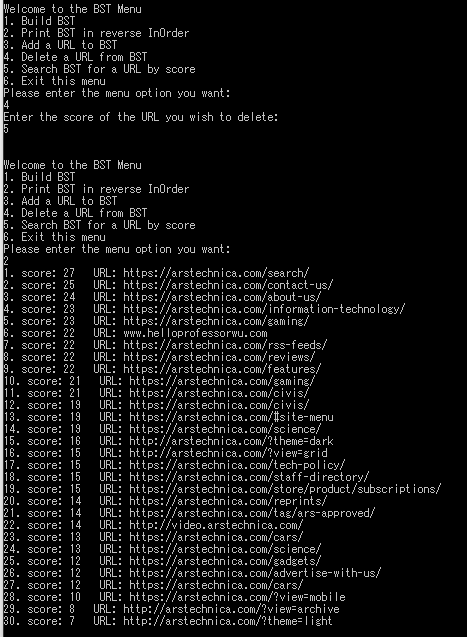 Welcome to the BST Menu
1. Build BST
2. Print BST in reverse InOrder
3. Add a URL to BST
4. Delete a URL from BST
5. Search BST for a URL by score
6. Exit this menu
Please enter the menu option you want:
4
Enter the score of the URL you wish to delete:
5
Welcome to the BST Menu
1. Build BST
2. Print BST in reverse InOrder
3. Add a URL to BST
4. Delete a URL from BST
5. Search BST for a URL by score
6. Exit this menu
Please enter the menu option you want:
2
1. score: 27 URL: https://arstechnica.com/search/
2. score: 25 URL: https://arstechnica.com/contact-us/
3. score: 24 URL: https://arstechnica.com/about-us/
4. score: 23 URL: https://arstechnica.com/information-technology/
5. score: 23 URL: https://arstechnica.com/gaming/
6. score: 22 URL: www.helloprofessorwu.com
7. score: 22 URL: https://arstechnica.com/rss-feeds/
8. score: 22 URL: https://arstechnica.com/reviews/
9. score: 22 URL: https://arstechnica.com/features/
10. score: 21 URL: https://arstechnica.com/gaming/
11. score: 21 URL: https://arstechnica.com/civis/
12. score: 19 URL: https://arstechnica.com/civis/
13. score: 19 URL: https://arstechnica.com/#site-menu
14. score: 19 URL: https://arstechnica.com/science/
15. score: 16 URL: https://arstechnica.com/?theme=dark
16. score: 15 URL: http://arstechnica.com/?view=grid
17. score: 15 URL: https://arstechnica.com/tech-policy/
18. score: 15 URL: https://arstechnica.com/staff-directory/
19. score: 15 URL: https://arstechnica.com/store/product/subscriptions/
20. score: 14 URL: https://arstechnica.com/reprints/
21. score: 14 URL: https://arstechnica.com/tag/ars-approved/
22. score: 14 URL: http://video.arstechnica.com/
23. score: 13 URL: https://arstechnica.com/cars/
24. score: 13 URL: https://arstechnica.com/science/
25. score: 12 URL: https://arstechnica.com/gadgets/
26. score: 12 URL: https://arstechnica.com/advertise-with-us/
27. score: 12 URL: https://arstechnica.com/cars/
28. score: 10 URL: https://arstechnica.com/?view=mobile
29. score: 8 URL: http://arstechnica.com/?view=archive
30. score: 7 URL: https://arstechnica.com/?theme=light